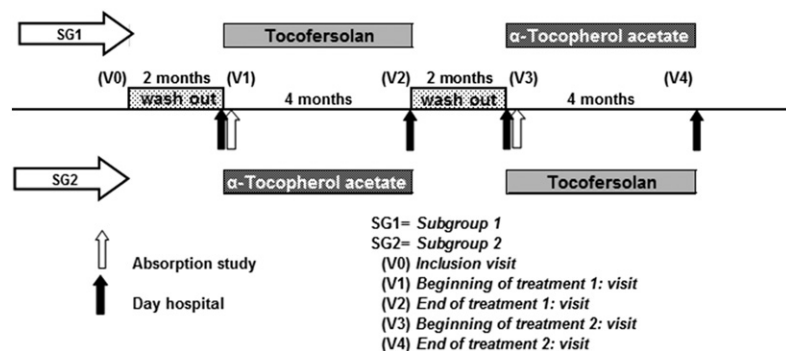 SG1
Tocofersolan
α-Tocopherol acetate
(V0) 2 months (V1) (V2) 2 months (V3) (V4)
wash out 4 months wash out 4 months
SG2
α-Tocopherol acetate
Tocofersolan
Absorption study
Day hospital
SG1= Subgroup 1
SG2= Subgroup 2
(V0) Inclusion visit
(V1) Beginning of treatment 1: visit
(V2) End of treatment 1: visit
(V3) Beginning of treatment 2: visit
(V4) End of treatment 2: visit